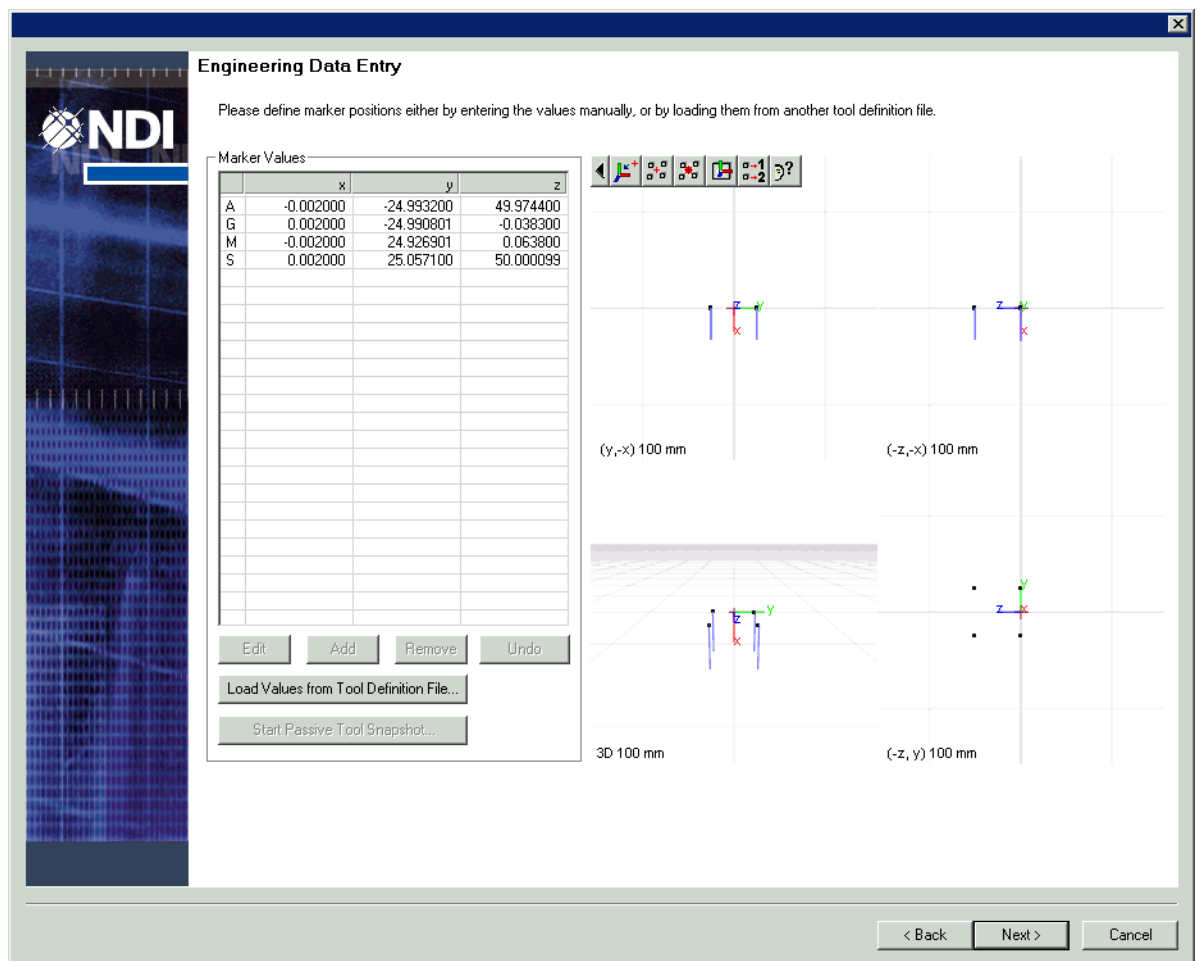 Engineering Data Entry
Please define marker positions either by entering the values manually, or by loading them from another tool definition file.
NDI
Marker Values
x y z
A -0.002000 -24.993200 49.974400
G 0.002000 -24.990801 -0.038300
M -0.002000 24.926901 0.063800
S 0.002000 25.057100 50.000099
Edit Add Remove Undo
Load Values from Tool Definition File...
Start Passive Tool Snapshot...
1
2
?
z y
x
(y,-x) 100 mm
z y
x
(-z,-x) 100 mm
y
z
x
3D 100 mm
y
z x
(-z, y) 100 mm
< Back Next > Cancel